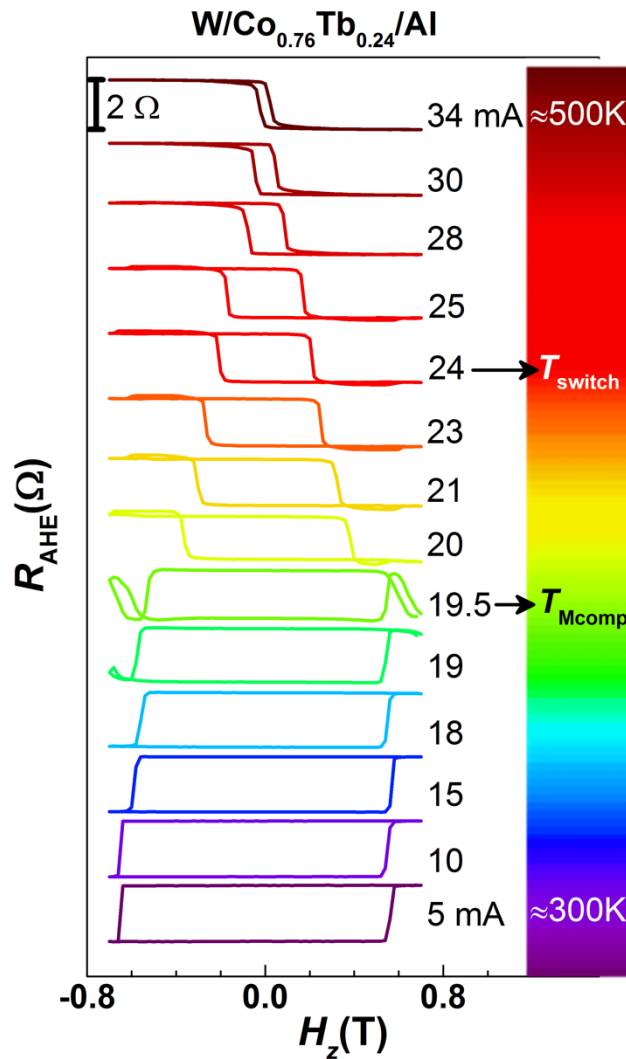 W/Co0.76Tb0.24/Al
2 Ω
34 mA ≈500K
30
28
25
24 Tswitch
23
21
20
19.5 TMcomp
19
18
15
10
5 mA ≈300K
RAHE(Ω)
-0.8 0.0 0.8
Hz(T)